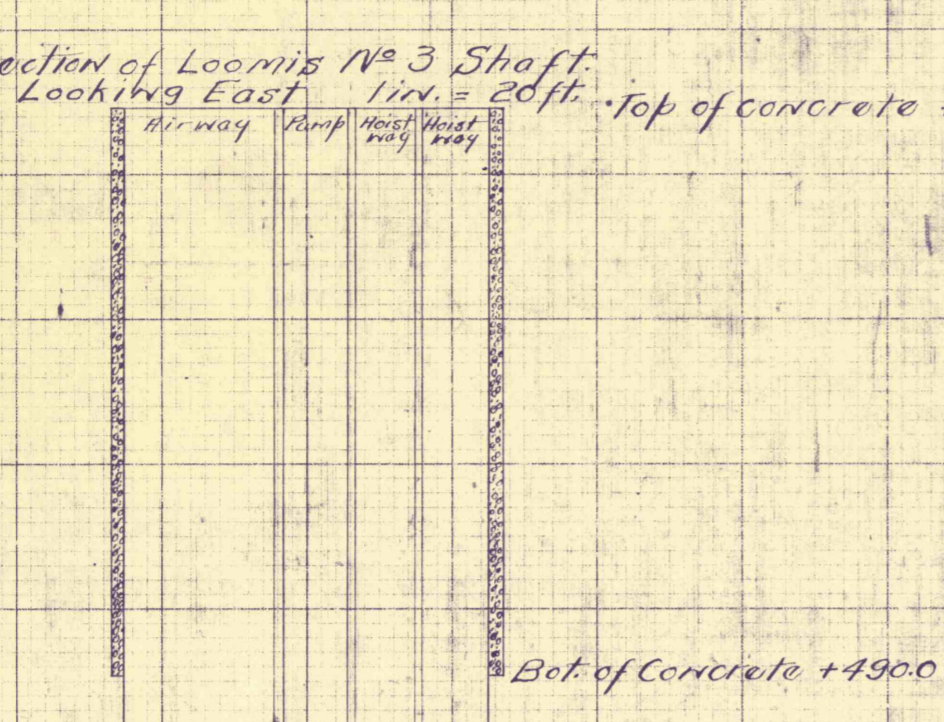 ection of Loomis Nº 3 Shaft.
Looking East 1in. = 20ft.
Top of concrete
Airway Pump Hoist way Hoist way
Bot. of Concrete +490.0